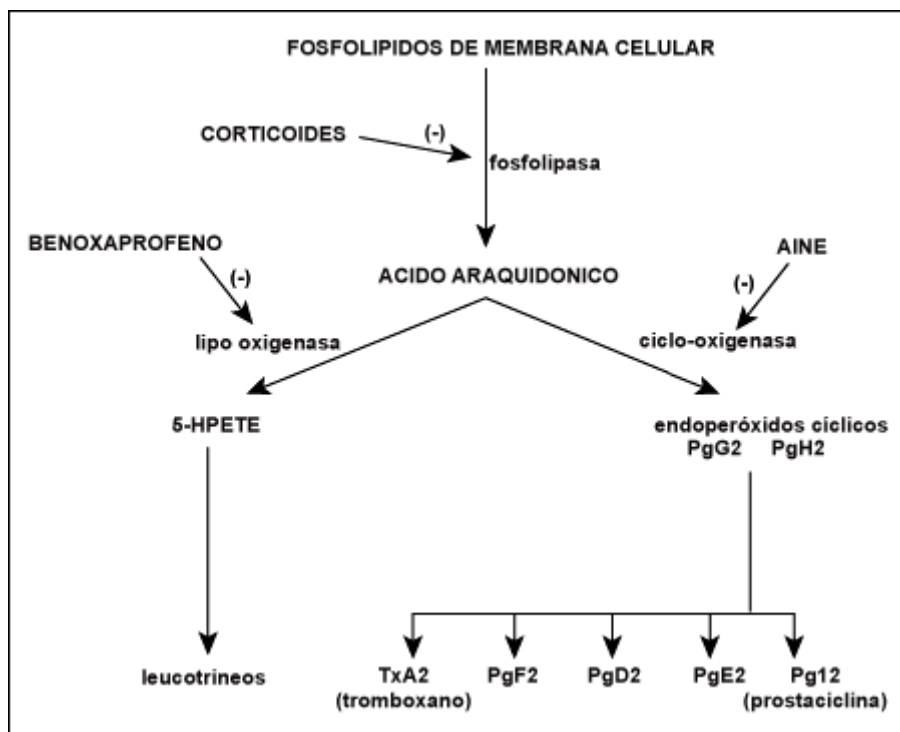 FOSFOLIPIDOS DE MEMBRANA CELULAR
CORTICOIDES
(-)
fosfolipasa
BENOXAPROFENO
(-)
ACIDO ARAQUIDONICO
AINE
(-)
lipo oxigenasa
ciclo-oxigenasa
5-HPETE
endoperóxidos cíclicos
PgG2 PgH2
leucotrineos
TxA2
(tromboxano)
PgF2
PgD2
PgE2
Pg12
(prostaciclina)